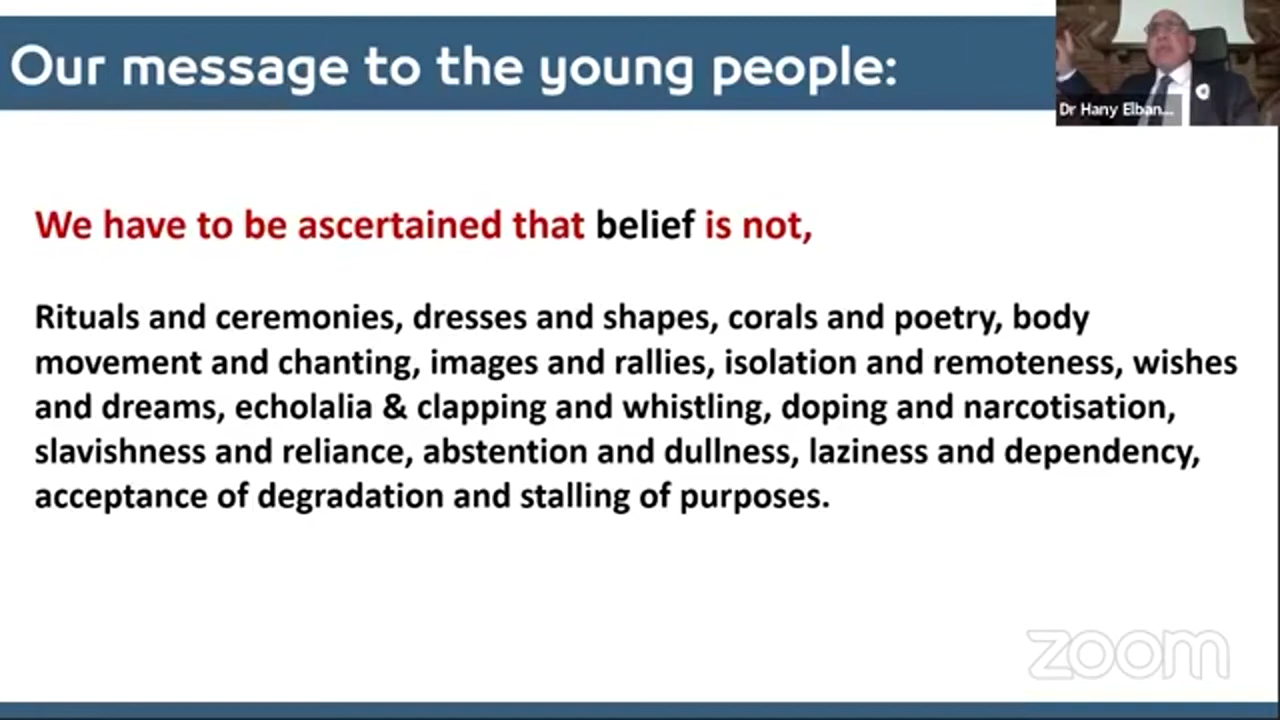 Our message to the young people:
Dr Hany Elban...
We have to be ascertained that belief is not,
Rituals and ceremonies, dresses and shapes, corals and poetry, body
movement and chanting, images and rallies, isolation and remoteness, wishes
and dreams, echolalia & clapping and whistling, doping and narcotisation,
slavishness and reliance, abstention and dullness, laziness and dependency,
acceptance of degradation and stalling of purposes.
zoom